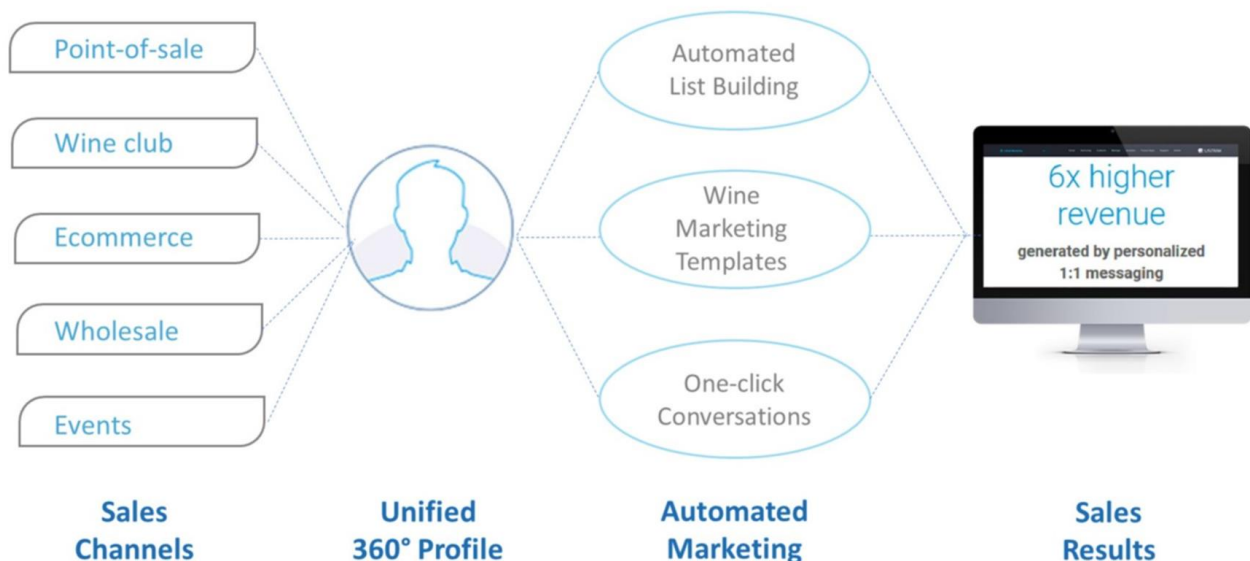 Point-of-sale
Wine club
Ecommerce
Wholesale
Events
Sales
Channels
Unified
360° Profile
Automated
List Building
Wine
Marketing
Templates
One-click
Conversations
Automated
Marketing
6x higher
revenue
generated by personalized
1:1 messaging
Sales
Results